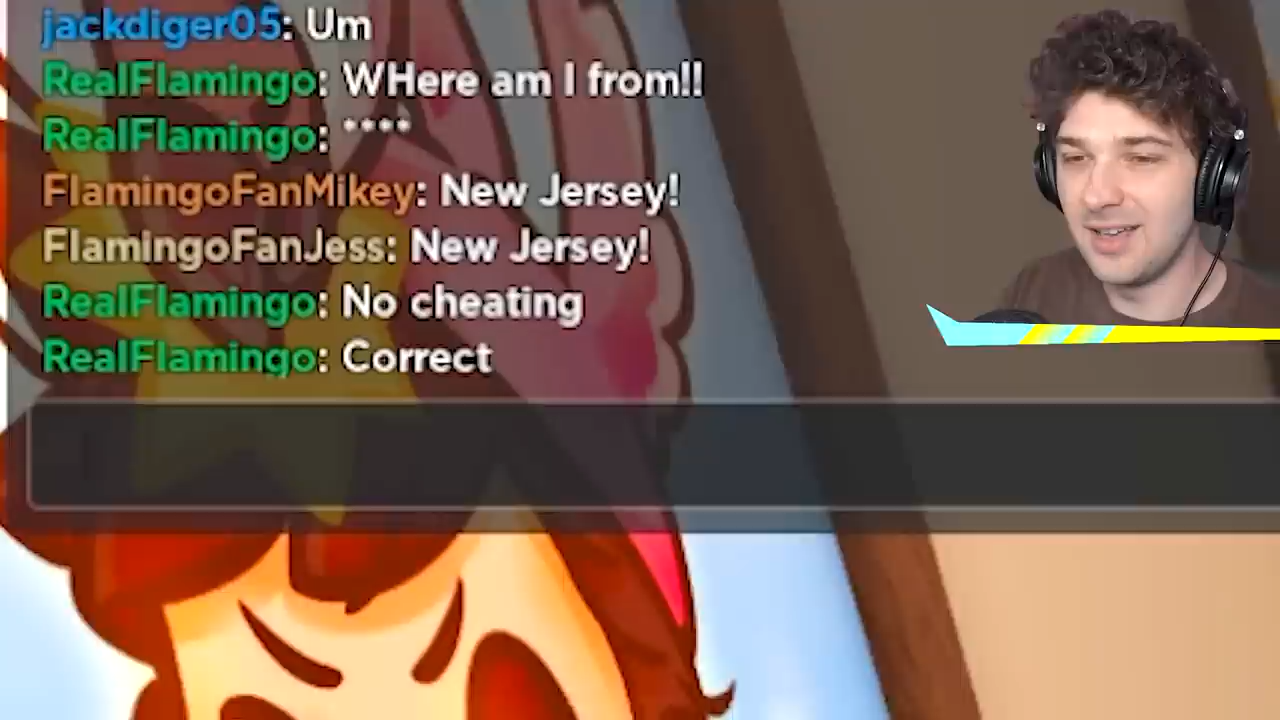 jackdiger05: Um
RealFlamingo: WHere am I from!!
RealFlamingo: ****
FlamingoFanMikey: New Jersey!
FlamingoFanJess: New Jersey!
RealFlamingo: No cheating
RealFlamingo: Correct